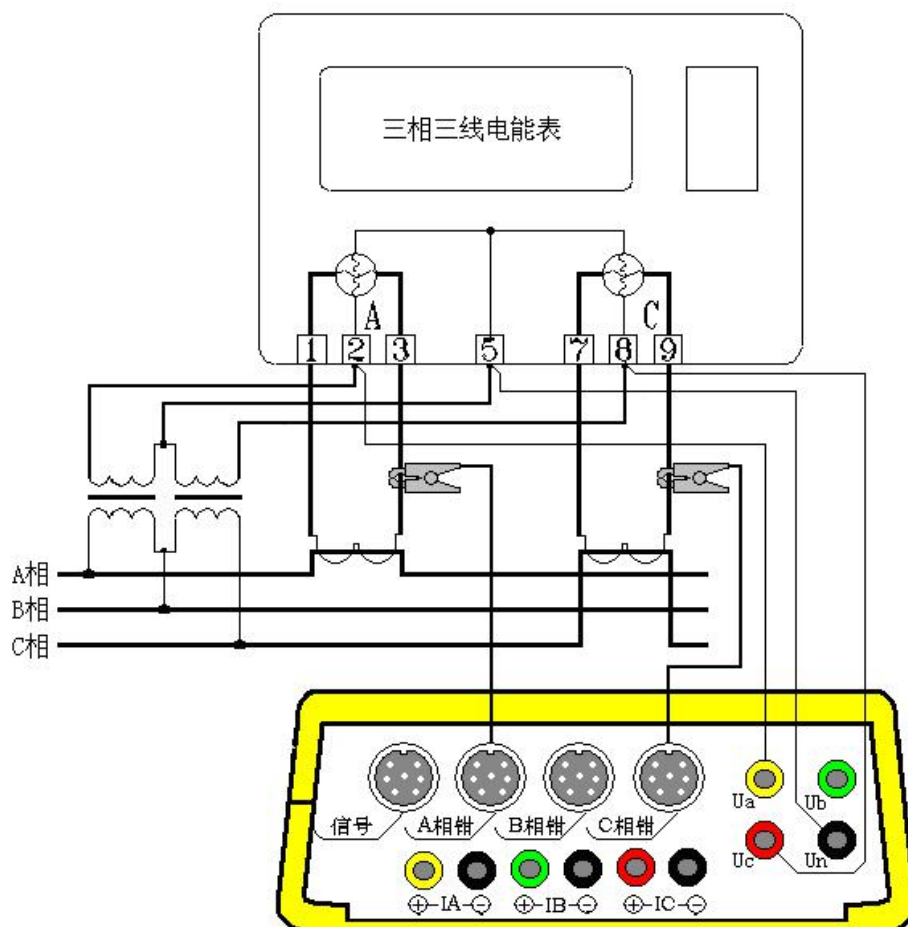 三相三线电能表
A
C
1 2 3 5 7 8 9
A相
B相
C相
Ua Ub
信号 A相钳 B相钳 C相钳
Uc Un
⊕-IA-⊖ ⊕-IB-⊖ ⊕-IC-⊖